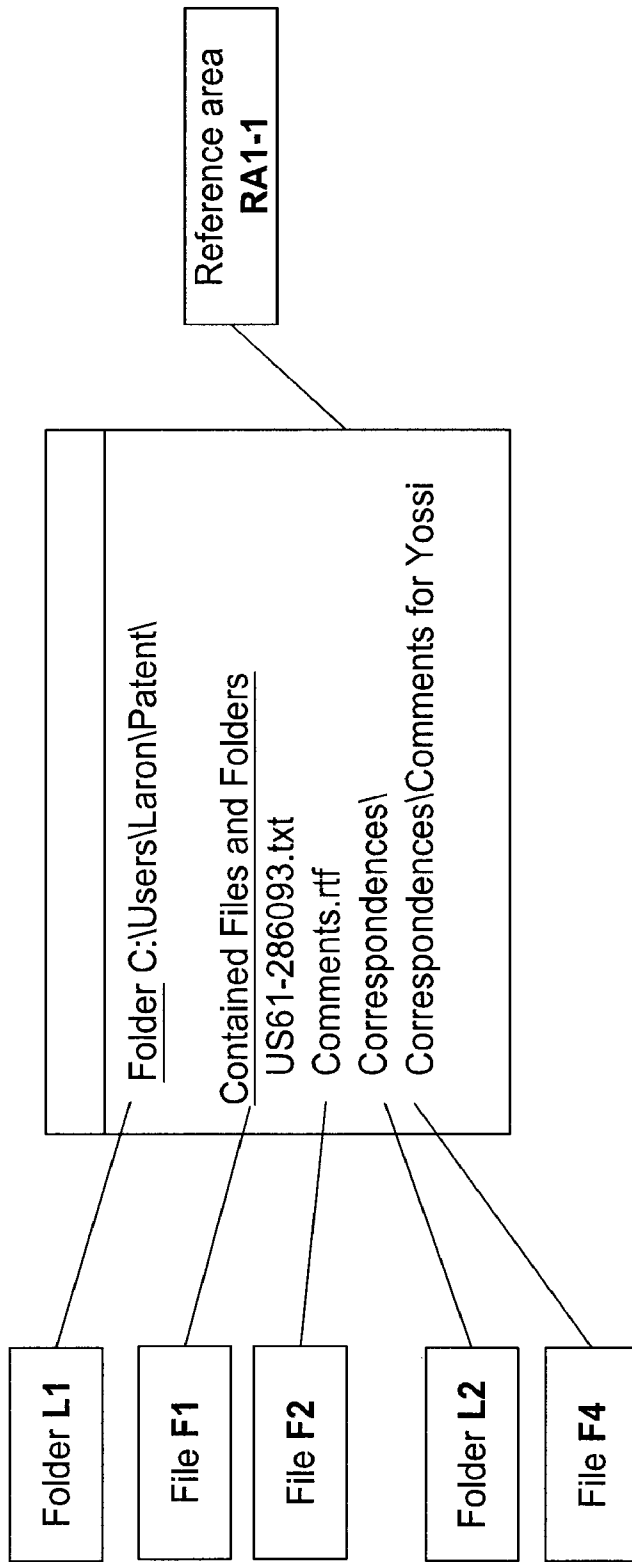 Folder L1
File F1
File F2
Folder L2
File F4
Folder C:\Users\Laron\Patent\
Contained Files and Folders
US61-286093.txt
Comments.rtf
Correspondences\
Correspondences\Comments for Yossi
Reference area
RA1-1